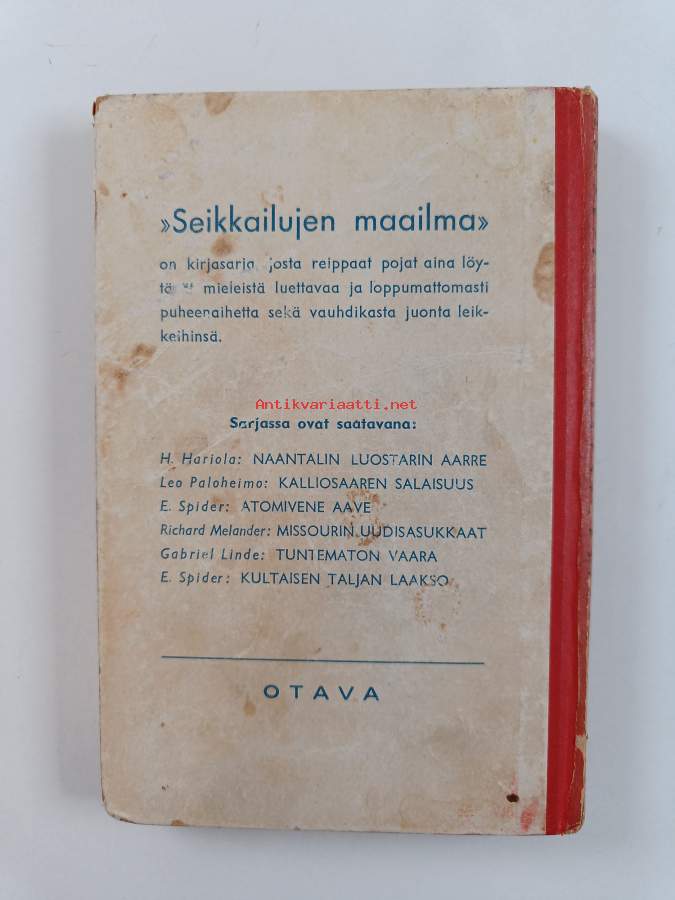 »Seikkailujen maailma»
on kirjasarja, josta reippaat pojat aina löy-
mieleistä luettavaa ja loppumattomasti
puheenaihetta sekä vauhdikasta juonta leik-
keihinsä.
Antikvariaatti.net
Sarjassa ovat saatavana:
H. Hariola: NAANTALIN LUOSTARIN AARRE
Leo Paloheimo: KALLIOSAAREN SALAISUUS
E. Spider: ATOMIVENE AAVE
Richard Melander: MISSOURIN UUDISASUKKAAT
Gabriel Linde: TUNTEMATON VAARA
E. Spider: KULTAISEN TALJAN LAAKSO
OTAVA